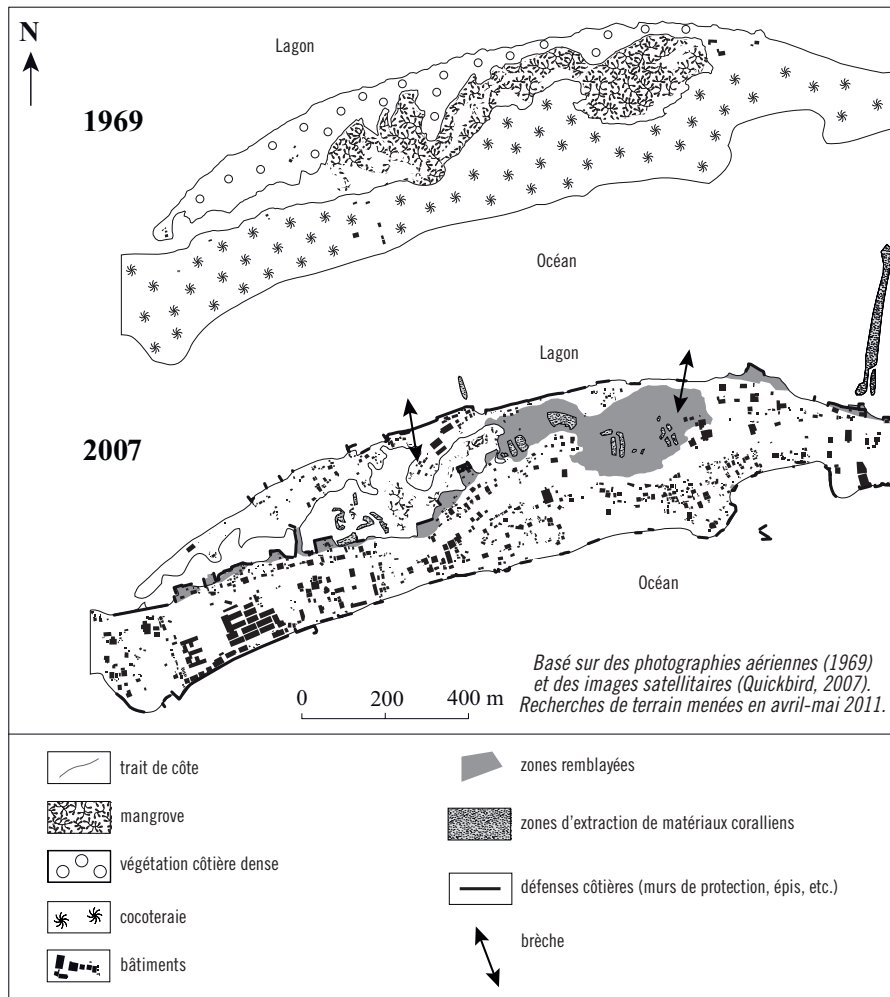 N
Lagon
1969
Océan
Lagon
2007
Océan
Basé sur des photographies aériennes (1969)
et des images satellitaires (Quickbird, 2007).
Recherches de terrain menées en avril-mai 2011.
0 200 400 m
trait de côte
mangrove
végétation côtière dense
cocoteraie
bâtiments
zones remblayées
zones d'extraction de matériaux coralliens
défenses côtières (murs de protection, épis, etc.)
brèche